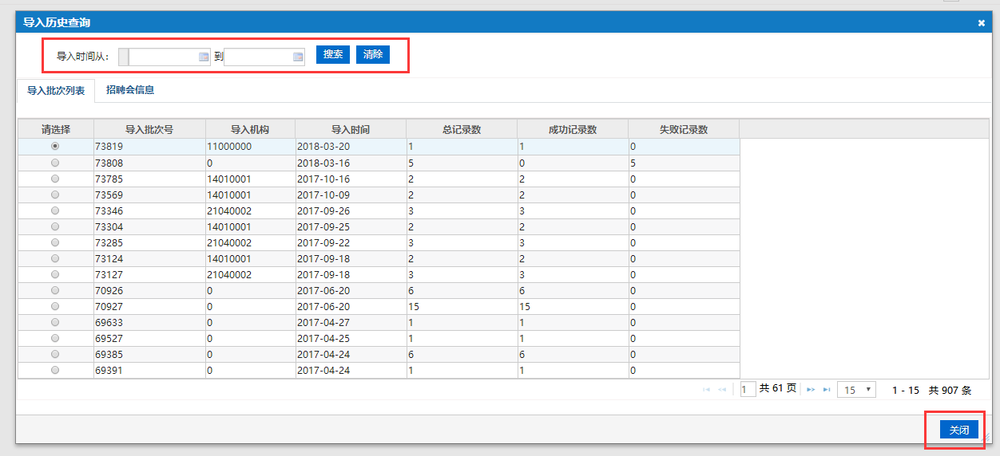 导入历史查询
导入时间从： 到 搜索 清除
导入批次列表 招聘会信息
请选择 导入批次号 导入机构 导入时间 总记录数 成功记录数 失败记录数
73819 11000000 2018-03-20 1 1 0
73808 0 2018-03-16 5 0 5
73785 14010001 2017-10-16 2 2 0
73569 14010001 2017-10-09 2 2 0
73346 21040002 2017-09-26 3 3 0
73304 14010001 2017-09-25 2 2 0
73285 21040002 2017-09-22 3 3 0
73124 14010001 2017-09-18 2 2 0
73127 21040002 2017-09-18 3 3 0
70926 0 2017-06-20 6 6 0
70927 0 2017-06-20 15 15 0
69633 0 2017-04-27 1 1 0
69527 0 2017-04-25 1 1 0
69385 0 2017-04-24 6 6 0
69391 0 2017-04-24 1 1 0
1 共 61 页 15 1 - 15 共 907 条
关闭